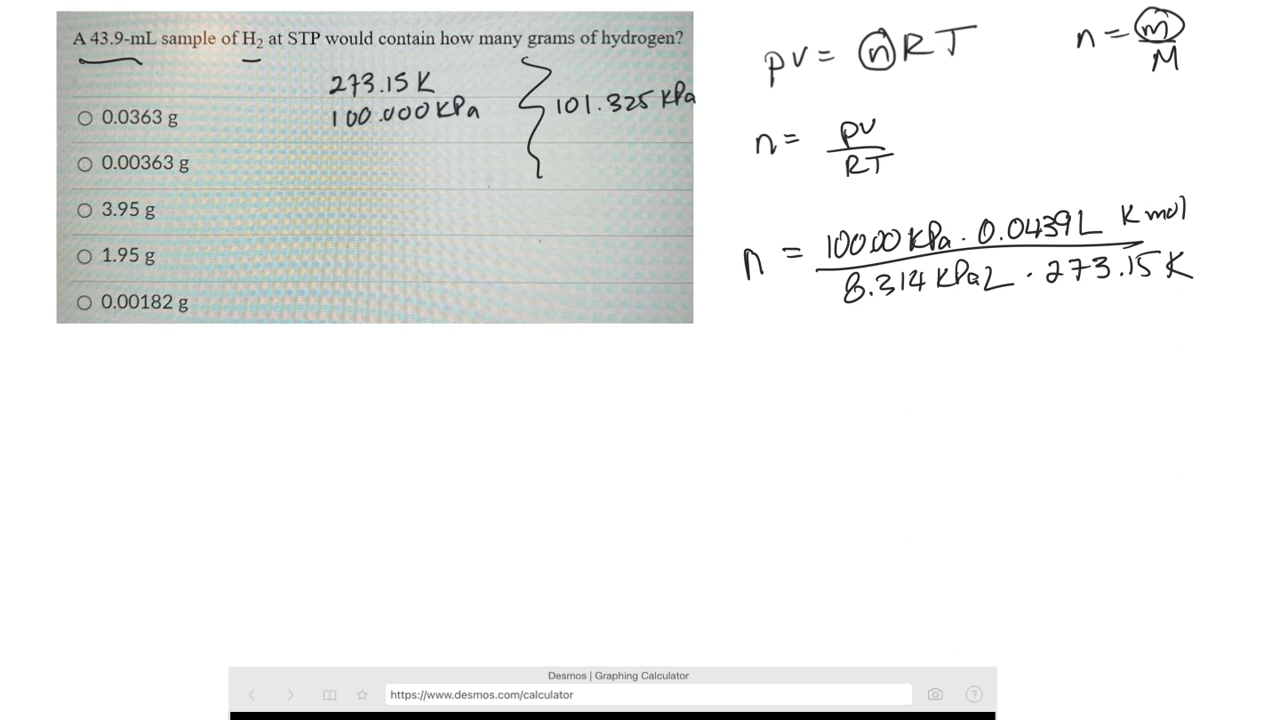 A 43.9-mL sample of H₂ at STP would contain how many grams of hydrogen?
273.15 K
100.000 KPa
101.325 KPa
0.0363 g
0.00363 g
3.95 g
1.95 g
0.00182 g
PV = nRT
n = m/M
n = PV/RT
n = 100.00 KPa · 0.0439L K mol / 8.314 KPaL · 273.15 K
Desmos | Graphing Calculator
https://www.desmos.com/calculator
?